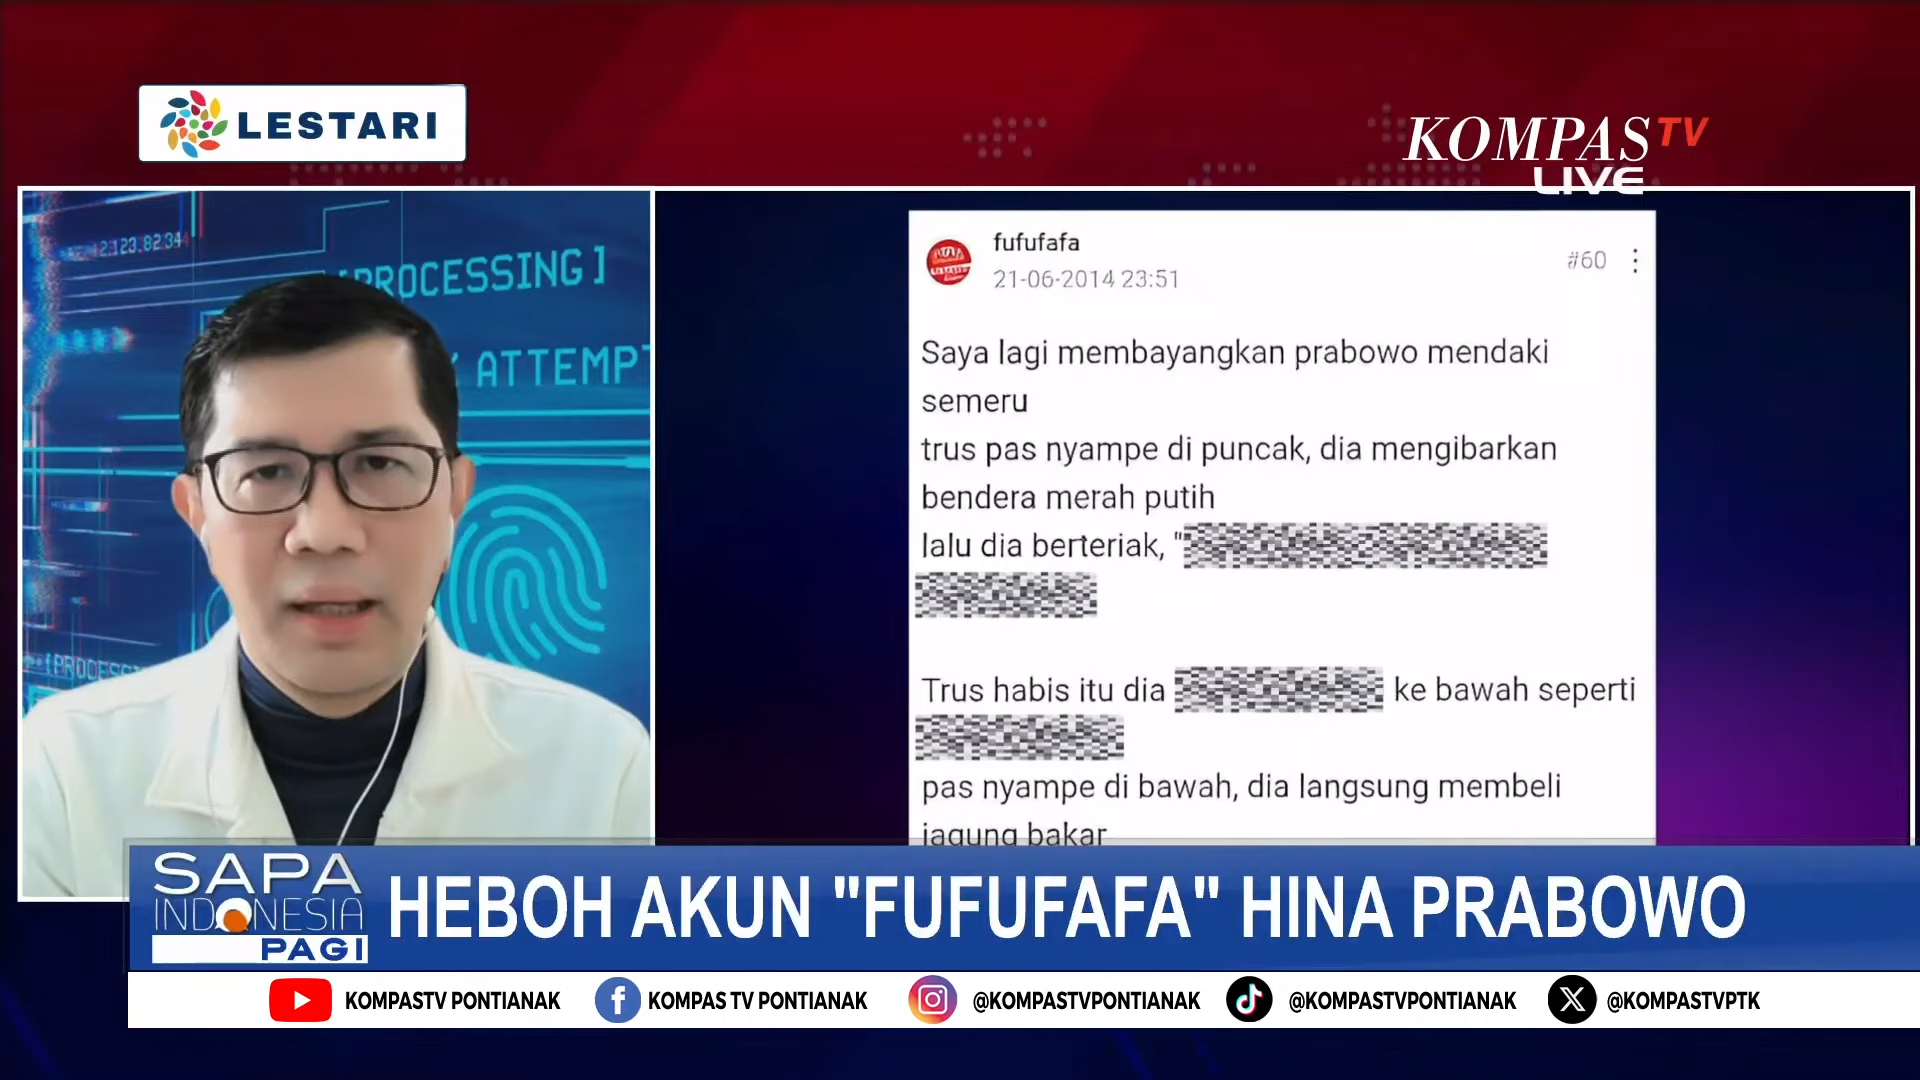 LESTARI
KOMPASTV
LIVE
12.123.82.34
[PROCESSING]
ATTEMPT
fufufafa
21-06-2014 23:51
#60
Saya lagi membayangkan prabowo mendaki
semeru
trus pas nyampe di puncak, dia mengibarkan
bendera merah putih
lalu dia berteriak, "
Trus habis itu dia ke bawah seperti
pas nyampe di bawah, dia langsung membeli
jagung bakar
SAPA
INDONESIA
PAGI
HEBOH AKUN "FUFUFAFA" HINA PRABOWO
KOMPASTV PONTIANAK
KOMPAS TV PONTIANAK
@KOMPASTVPONTIANAK
@KOMPASTVPONTIANAK
@KOMPASTVPTK